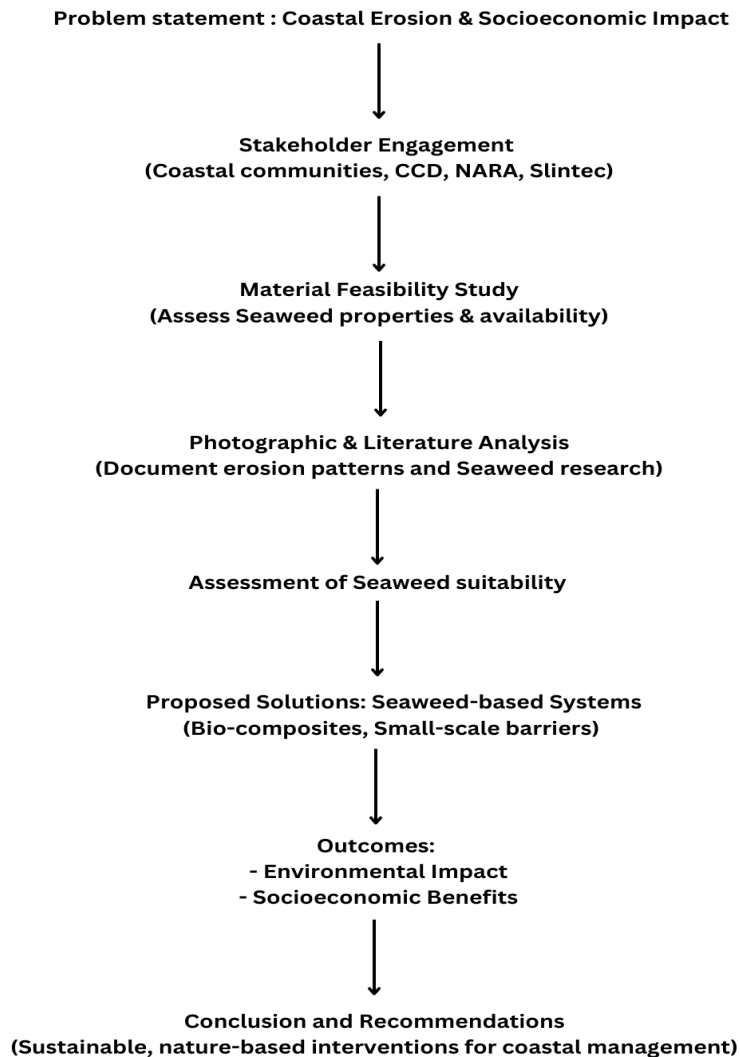 Problem statement : Coastal Erosion & Socioeconomic Impact
Stakeholder Engagement
(Coastal communities, CCD, NARA, Slintec)
Material Feasibility Study
(Assess Seaweed properties & availability)
Photographic & Literature Analysis
(Document erosion patterns and Seaweed research)
Assessment of Seaweed suitability
Proposed Solutions: Seaweed-based Systems
(Bio-composites, Small-scale barriers)
Outcomes:
- Environmental Impact
- Socioeconomic Benefits
Conclusion and Recommendations
(Sustainable, nature-based interventions for coastal management)